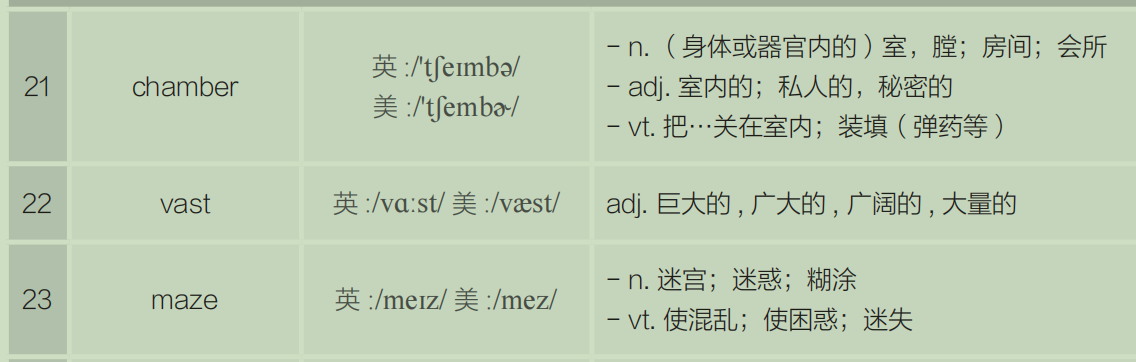 21 chamber 英 :/'tʃeɪmbə/ 美 :/'tʃembɚ/
- n. （身体或器官内的）室，膛；房间；会所
- adj. 室内的；私人的，秘密的
- vt. 把…关在室内；装填（弹药等）
22 vast 英 :/vɑːst/ 美 :/væst/ adj. 巨大的 , 广大的 , 广阔的 , 大量的
23 maze 英 :/meɪz/ 美 :/mez/
- n. 迷宫；迷惑；糊涂
- vt. 使混乱；使困惑；迷失